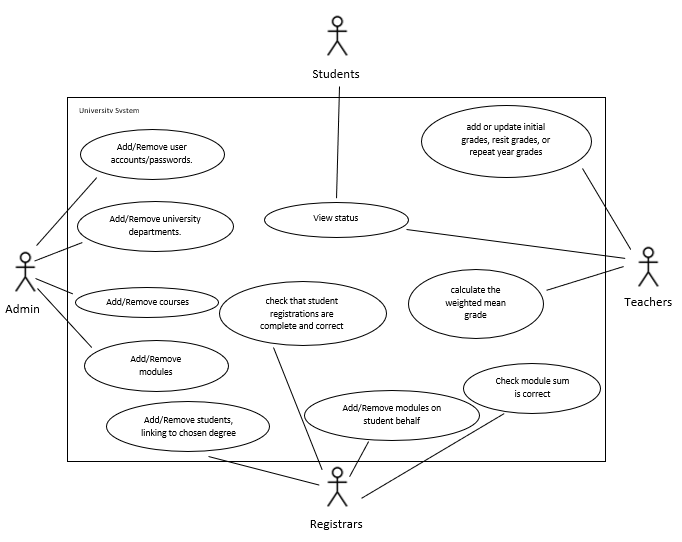 Students
University System
Add/Remove user
accounts/passwords.
add or update initial
grades, resit grades, or
repeat year grades
Add/Remove university
departments.
View status
Admin
Teachers
Add/Remove courses
check that student
registrations are
complete and correct
calculate the
weighted mean
grade
Add/Remove
modules
Check module sum
is correct
Add/Remove students,
linking to chosen degree
Add/Remove modules on
student behalf
Registrars